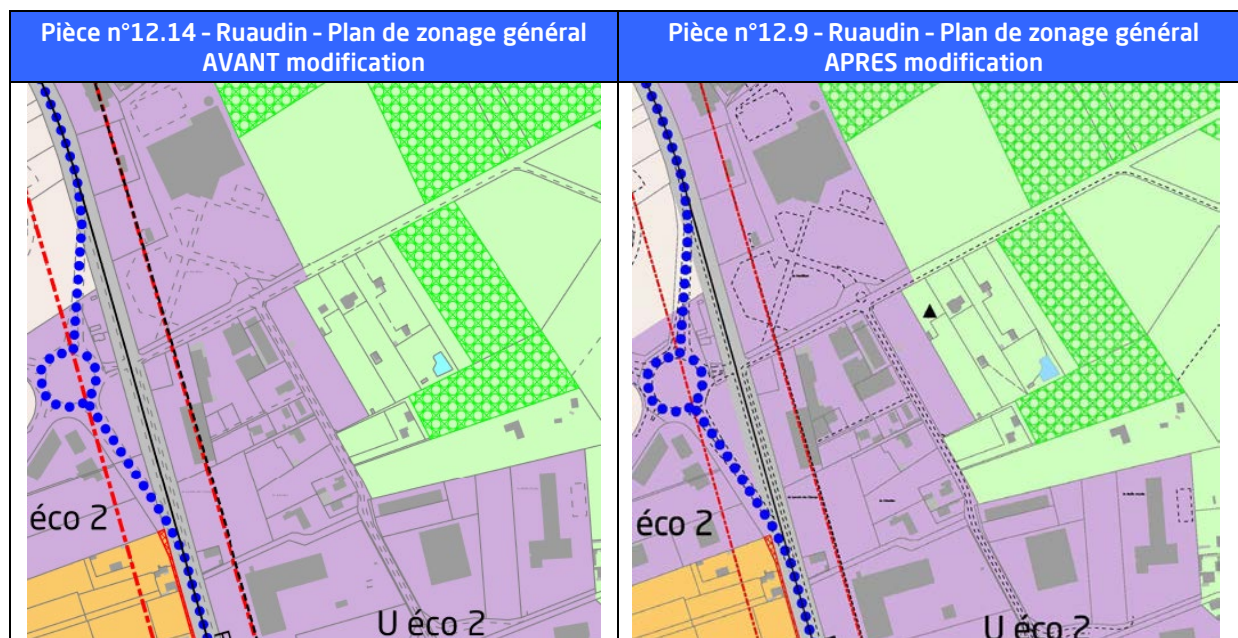 Pièce n°12.14 – Ruaudin – Plan de zonage général
AVANT modification
Pièce n°12.9 – Ruaudin – Plan de zonage général
APRES modification
éco 2
U éco 2
éco 2
U éco 2